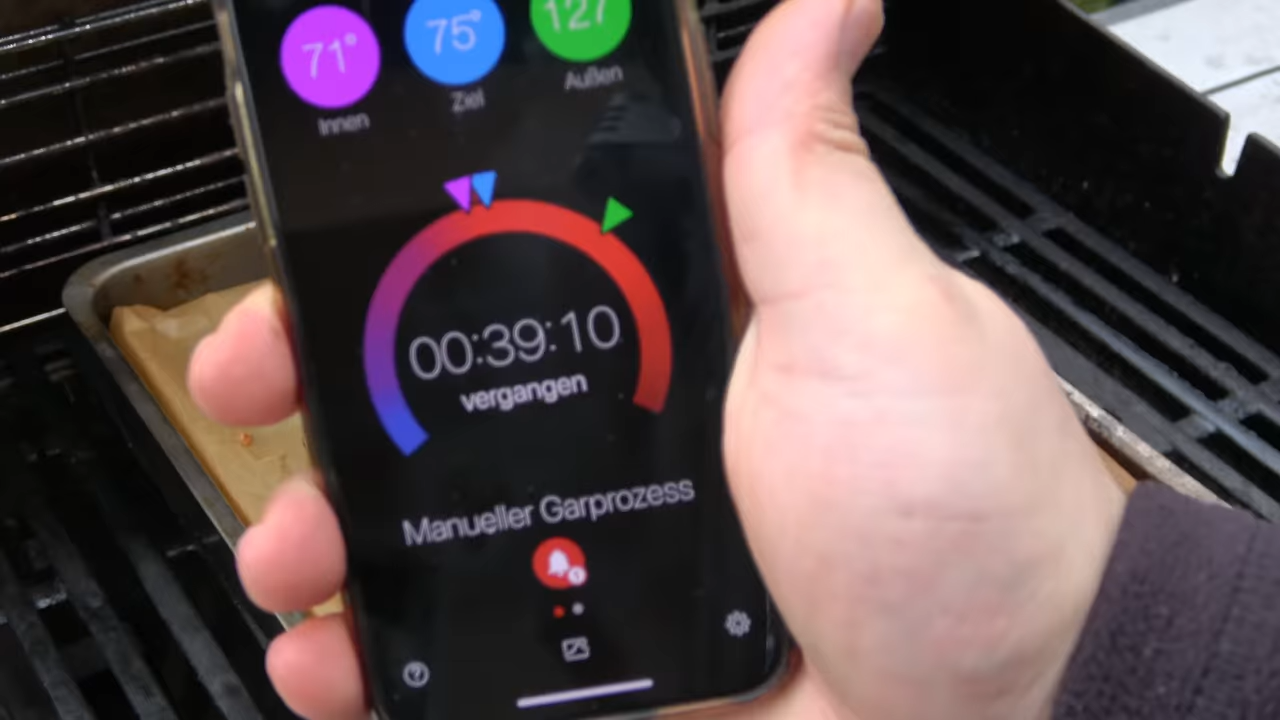 71° 75° 127
Innen Ziel Außen
00:39:10
vergangen
Manueller Garprozess